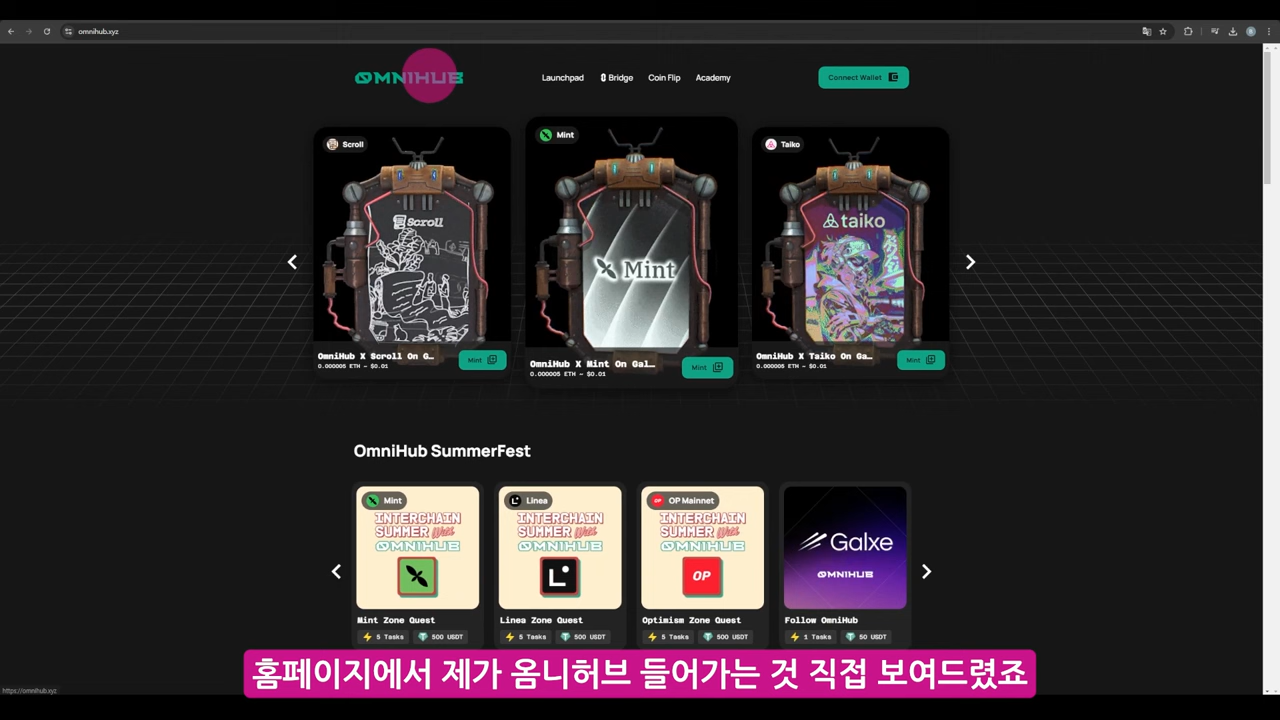 omnihub.xyz
OMNIHUB
Launchpad
Bridge
Coin Flip
Academy
Connect Wallet
Scroll
Scroll
OmniHub X Scroll On G…
0.000005 ETH ~ $0.01
Mint
Mint
Mint
OmniHub X Mint On Gal…
0.000005 ETH ~ $0.01
Mint
Taiko
taiko
OmniHub X Taiko On Ga…
0.000005 ETH ~ $0.01
Mint
OmniHub SummerFest
Mint
INTERCHAIN
SUMMER With
OMNIHUB
Mint Zone Quest
5 Tasks
500 USDT
Linea
INTERCHAIN
SUMMER With
OMNIHUB
Linea Zone Quest
5 Tasks
500 USDT
OP Mainnet
INTERCHAIN
SUMMER With
OMNIHUB
OP
Optimism Zone Quest
5 Tasks
500 USDT
Galxe
OMNIHUB
Follow OmniHub
1 Tasks
50 USDT
홈페이지에서 제가 옴니허브 들어가는 것 직접 보여드렸죠
https://omnihub.xyz